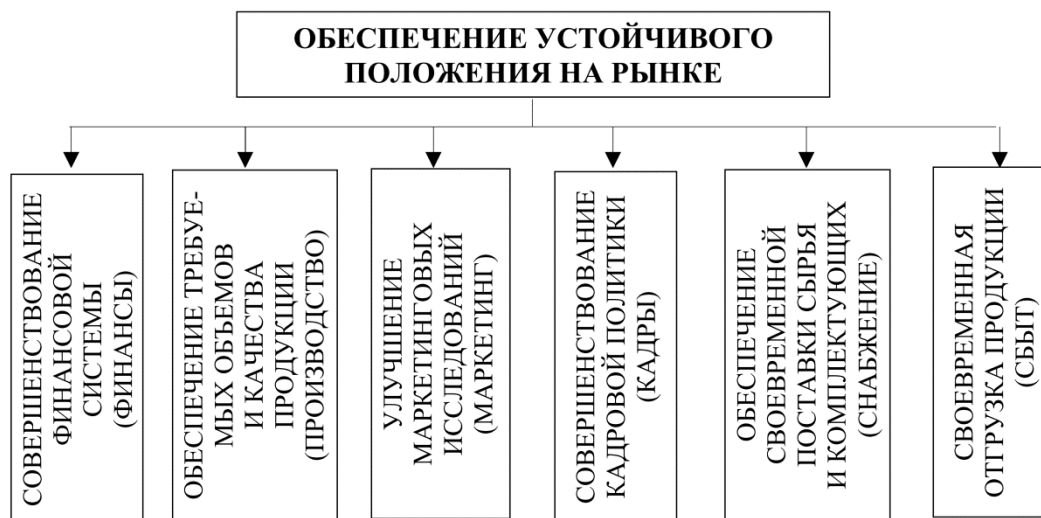 ОБЕСПЕЧЕНИЕ УСТОЙЧИВОГО
ПОЛОЖЕНИЯ НА РЫНКЕ
СОВЕРШЕНСТВОВАНИЕ
ФИНАНСОВОЙ
СИСТЕМЫ
(ФИНАНСЫ)
ОБЕСПЕЧЕНИЕ ТРЕБУЕ-
МЫХ ОБЪЕМОВ
И КАЧЕСТВА
ПРОДУКЦИИ
(ПРОИЗВОДСТВО)
УЛУЧШЕНИЕ
МАРКЕТИНГОВЫХ
ИССЛЕДОВАНИЙ
(МАРКЕТИНГ)
СОВЕРШЕНСТВОВАНИЕ
КАДРОВОЙ ПОЛИТИКИ
(КАДРЫ)
ОБЕСПЕЧЕНИЕ
СВОЕВРЕМЕННОЙ
ПОСТАВКИ СЫРЬЯ
И КОМПЛЕКТУЮЩИХ
(СНАБЖЕНИЕ)
СВОЕВРЕМЕННАЯ
ОТГРУЗКА ПРОДУКЦИИ
(СБЫТ)